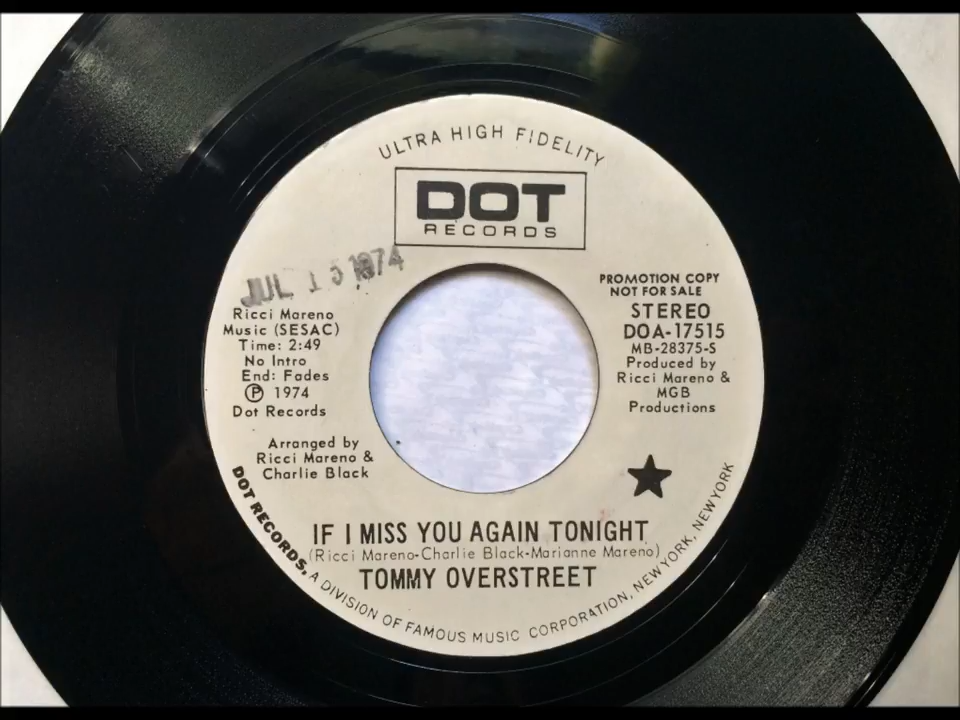 ULTRA HIGH FIDELITY
DOT
RECORDS
JUL 15 1974
Ricci Mareno
Music (SESAC)
Time: 2:49
No Intro
End: Fades
Ⓟ 1974
Dot Records
Arranged by
Ricci Mareno &
Charlie Black
PROMOTION COPY
NOT FOR SALE
STEREO
DOA-17515
MB-28375-S
Produced by
Ricci Mareno &
MGB
Productions
IF I MISS YOU AGAIN TONIGHT
(Ricci Mareno-Charlie Black-Marianne Mareno)
TOMMY OVERSTREET
DOT RECORDS, A DIVISION OF FAMOUS MUSIC CORPORATION, NEW YORK, NEW YORK